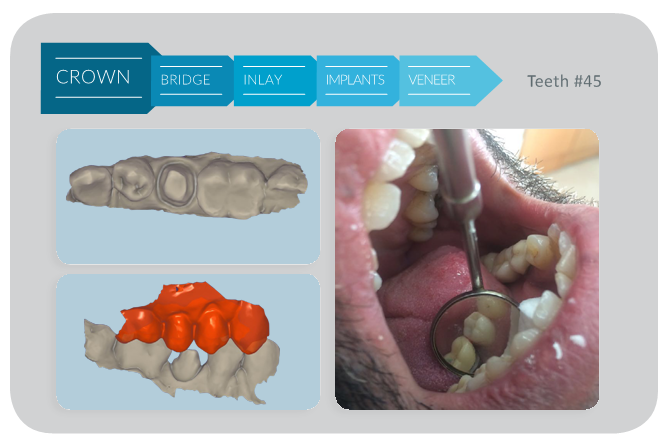 CROWN
BRIDGE
INLAY
IMPLANTS
VENEER
Teeth #45